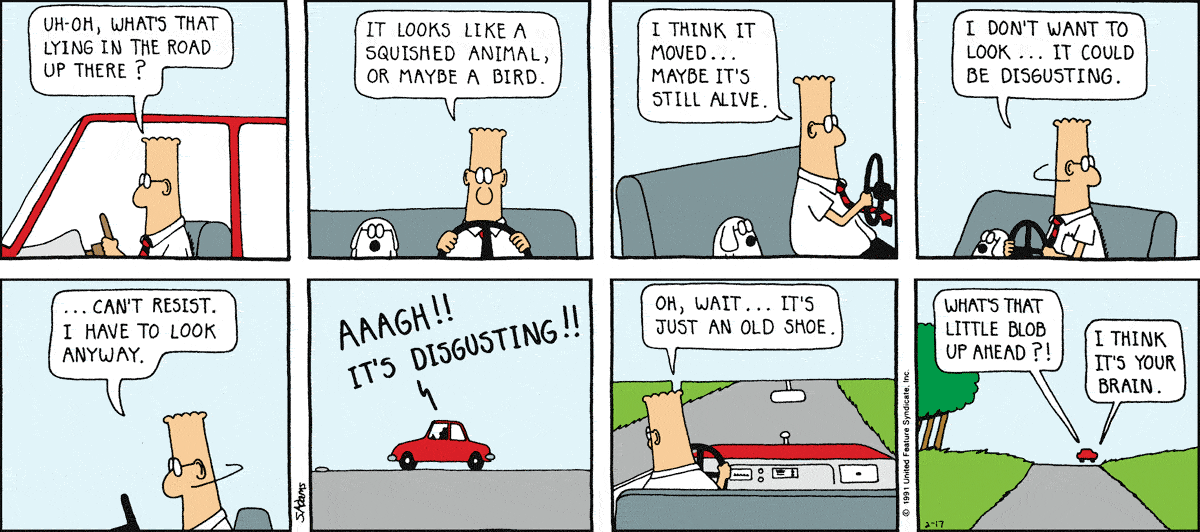 UH-OH, WHAT'S THAT
LYING IN THE ROAD
UP THERE?
IT LOOKS LIKE A
SQUISHED ANIMAL,
OR MAYBE A BIRD.
I THINK IT
MOVED...
MAYBE IT'S
STILL ALIVE.
I DON'T WANT TO
LOOK... IT COULD
BE DISGUSTING.
...CAN'T RESIST.
I HAVE TO LOOK
ANYWAY.
AAAGH!!
IT'S DISGUSTING!!
S.Adams
OH, WAIT... IT'S
JUST AN OLD SHOE.
© 1991 United Feature Syndicate, Inc.
WHAT'S THAT
LITTLE BLOB
UP AHEAD?!
I THINK
IT'S YOUR
BRAIN.
2-17